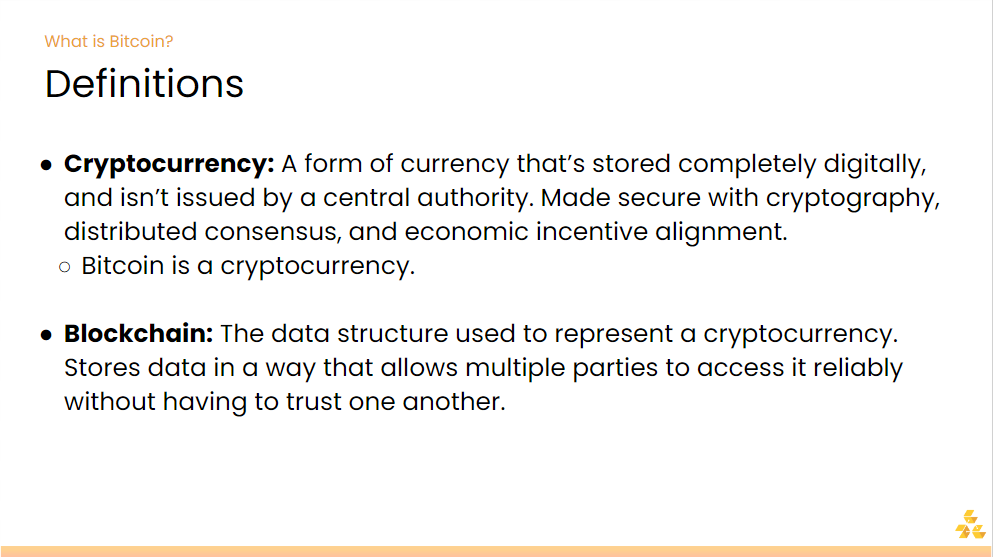 What is Bitcoin?
Definitions
● Cryptocurrency: A form of currency that’s stored completely digitally,
and isn’t issued by a central authority. Made secure with cryptography,
distributed consensus, and economic incentive alignment.
○ Bitcoin is a cryptocurrency.
● Blockchain: The data structure used to represent a cryptocurrency.
Stores data in a way that allows multiple parties to access it reliably
without having to trust one another.